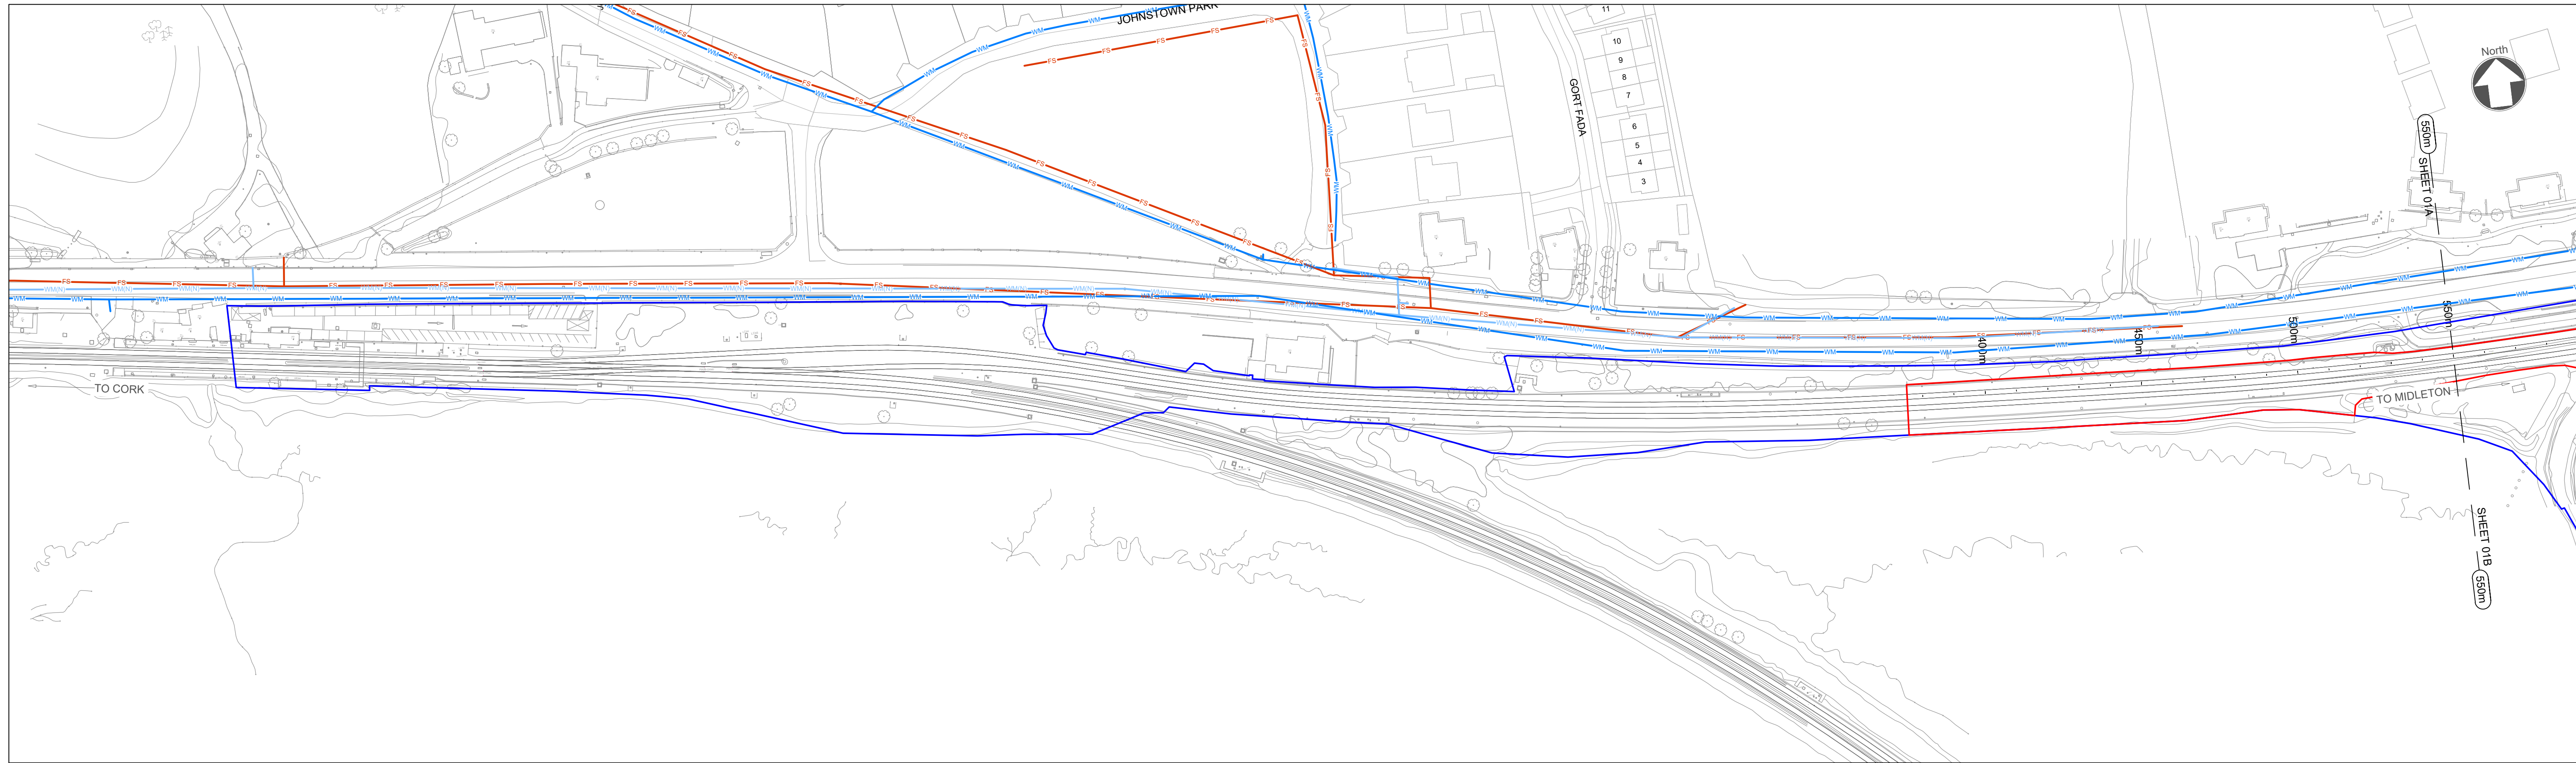 JOHNSTOWN PARK
11
10
9
8
7
6
5
4
3
GORT FADA
North
550m
SHEET 01A
FS
WM
WM(N)
400m
450m
500m
550m
TO CORK
TO MIDLETON
SHEET 01B
550m